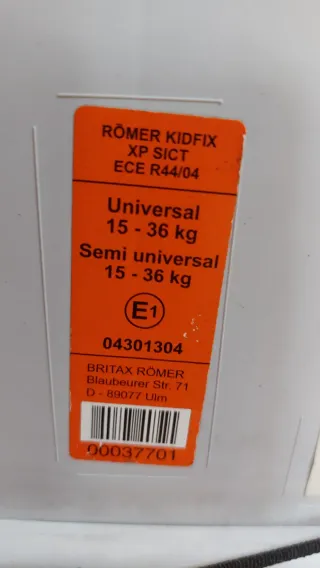 RÖMER KIDFIX
XP SICT
ECE R44/04
Universal
15 - 36 kg
Semi universal
15 - 36 kg
E1
04301304
BRITAX RÖMER
Blaubeurer Str. 71
D - 89077 Ulm
00037701